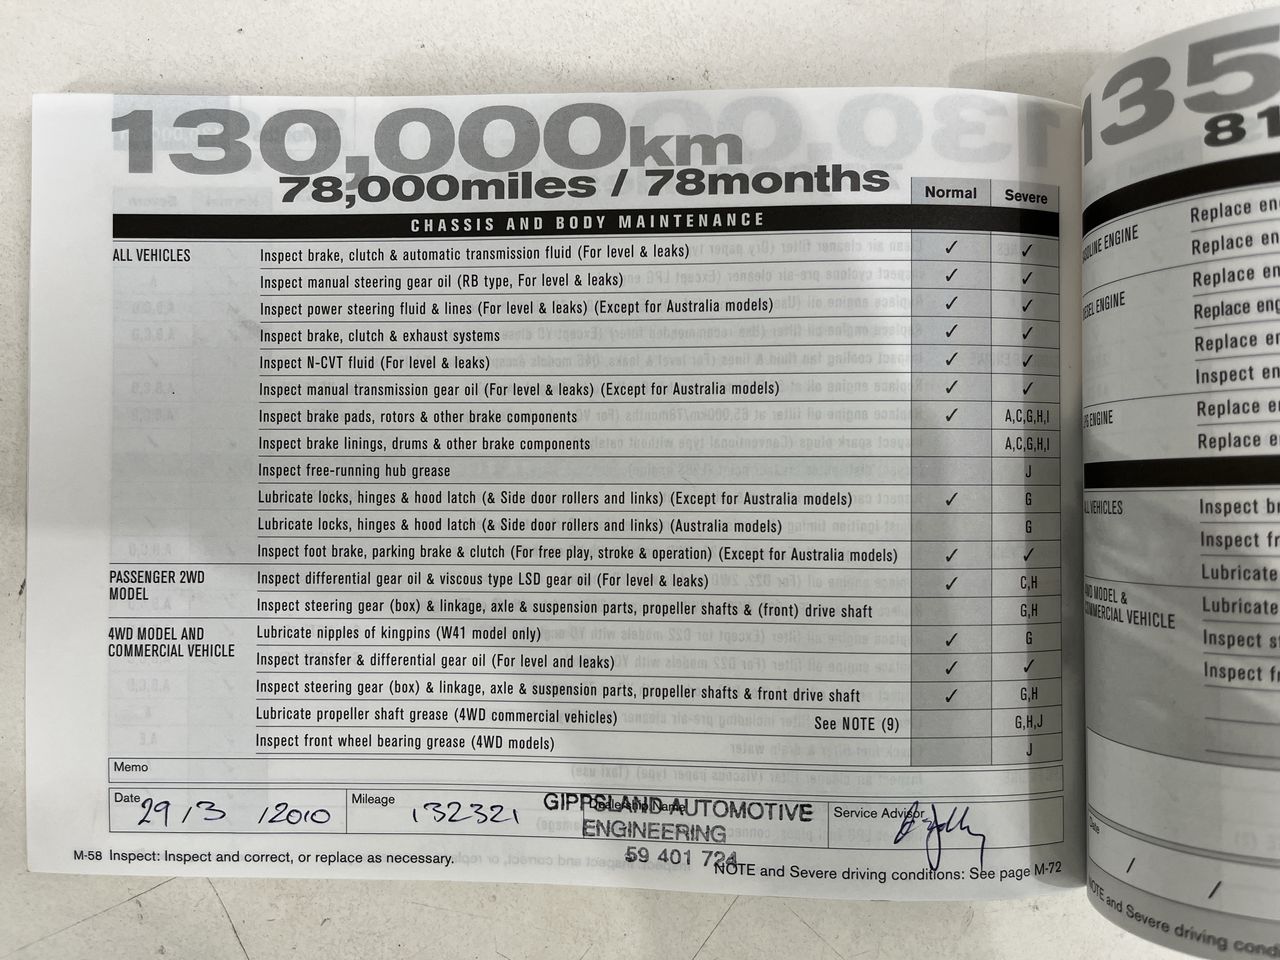 130,000km
78,000miles / 78months
Normal Severe
CHASSIS AND BODY MAINTENANCE
ALL VEHICLES Inspect brake, clutch & automatic transmission fluid (For level & leaks) ✓ ✓
Inspect manual steering gear oil (RB type, For level & leaks) ✓ ✓
Inspect power steering fluid & lines (For level & leaks) (Except for Australia models) ✓ ✓
Inspect brake, clutch & exhaust systems ✓ ✓
Inspect N-CVT fluid (For level & leaks) ✓ ✓
Inspect manual transmission gear oil (For level & leaks) (Except for Australia models) ✓ ✓
Inspect brake pads, rotors & other brake components ✓ A,C,G,H,I
Inspect brake linings, drums & other brake components A,C,G,H,I
Inspect free-running hub grease J
Lubricate locks, hinges & hood latch (& Side door rollers and links) (Except for Australia models) ✓ G
Lubricate locks, hinges & hood latch (& Side door rollers and links) (Australia models) G
Inspect foot brake, parking brake & clutch (For free play, stroke & operation) (Except for Australia models) ✓ ✓
PASSENGER 2WD MODEL Inspect differential gear oil & viscous type LSD gear oil (For level & leaks) ✓ C,H
Inspect steering gear (box) & linkage, axle & suspension parts, propeller shafts & (front) drive shaft G,H
4WD MODEL AND COMMERCIAL VEHICLE Lubricate nipples of kingpins (W41 model only) ✓ G
Inspect transfer & differential gear oil (For level and leaks) ✓ ✓
Inspect steering gear (box) & linkage, axle & suspension parts, propeller shafts & front drive shaft ✓ G,H
Lubricate propeller shaft grease (4WD commercial vehicles) See NOTE (9) G,H,J
Inspect front wheel bearing grease (4WD models) J
Memo
Date 29/3/2010 Mileage 132321 Dealership Name Service Advisor
GIPPSLAND AUTOMOTIVE
ENGINEERING
59 401 724
M-58 Inspect: Inspect and correct, or replace as necessary.
NOTE and Severe driving conditions: See page M-72
135
81
ENGINE Replace
Replace
ENGINE Replace
Replace
Replace
Inspect
ENGINE Replace
Replace
VEHICLES Inspect
Inspect
Lubricate
MODEL & Lubricate
COMMERCIAL VEHICLE Inspect
Inspect
/ /
NOTE and Severe driving